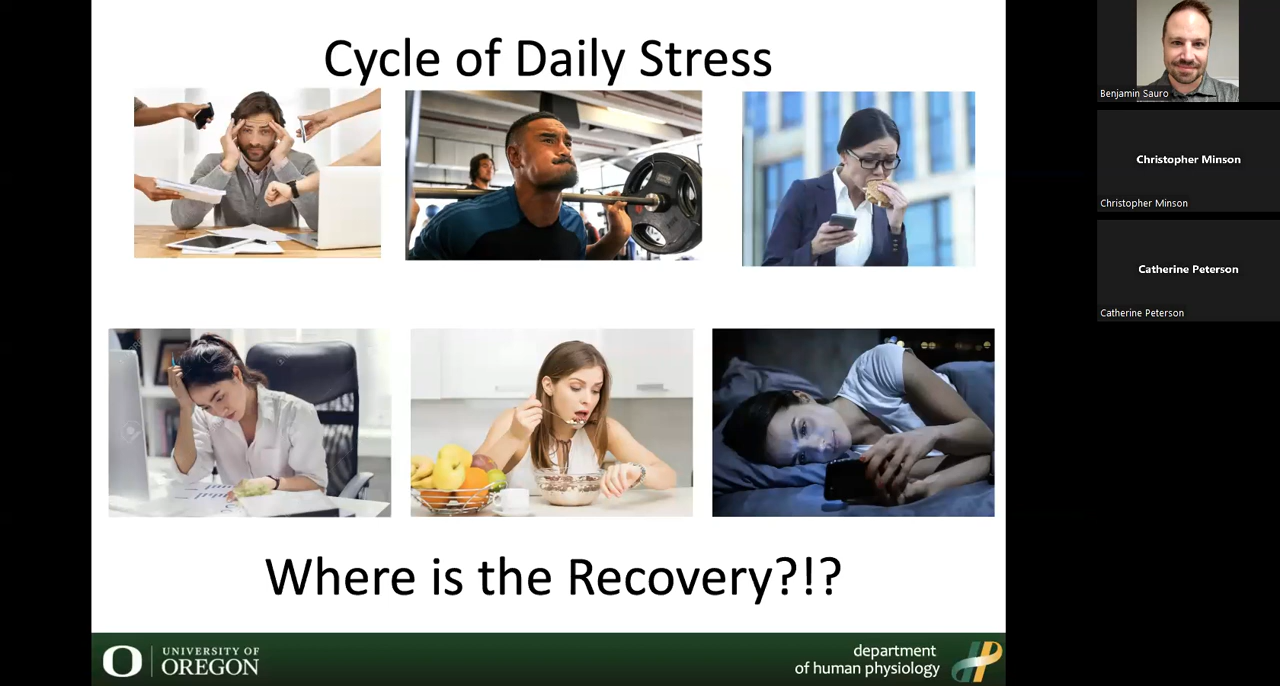 Cycle of Daily Stress
Where is the Recovery?!?
O
UNIVERSITY OF
OREGON
department
of human physiology
Benjamin Sauro
Christopher Minson
Christopher Minson
Catherine Peterson
Catherine Peterson